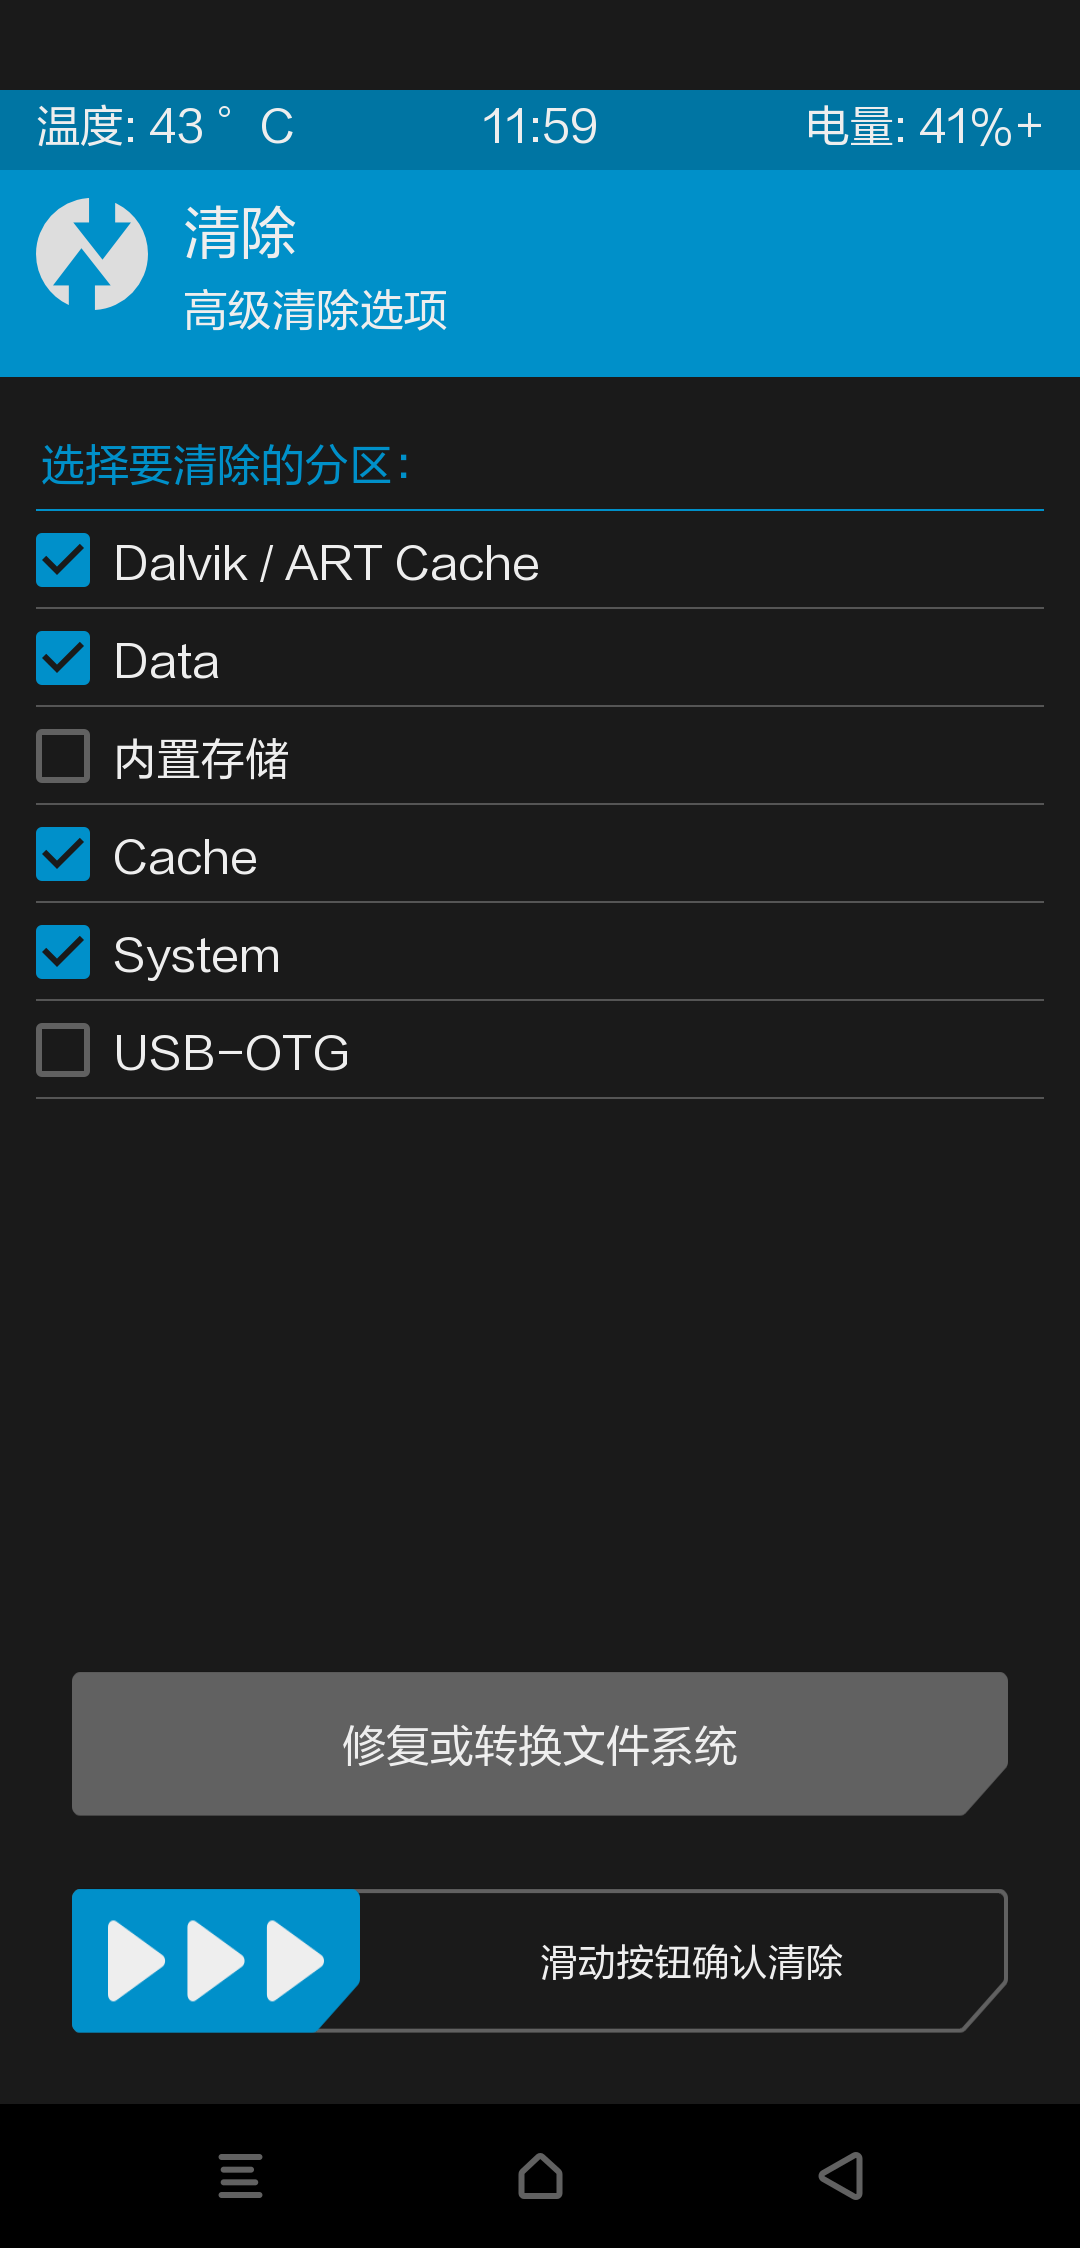 温度: 43 ° C 11:59 电量: 41%+
清除
高级清除选项
选择要清除的分区:
Dalvik / ART Cache
Data
内置存储
Cache
System
USB-OTG
修复或转换文件系统
滑动按钮确认清除